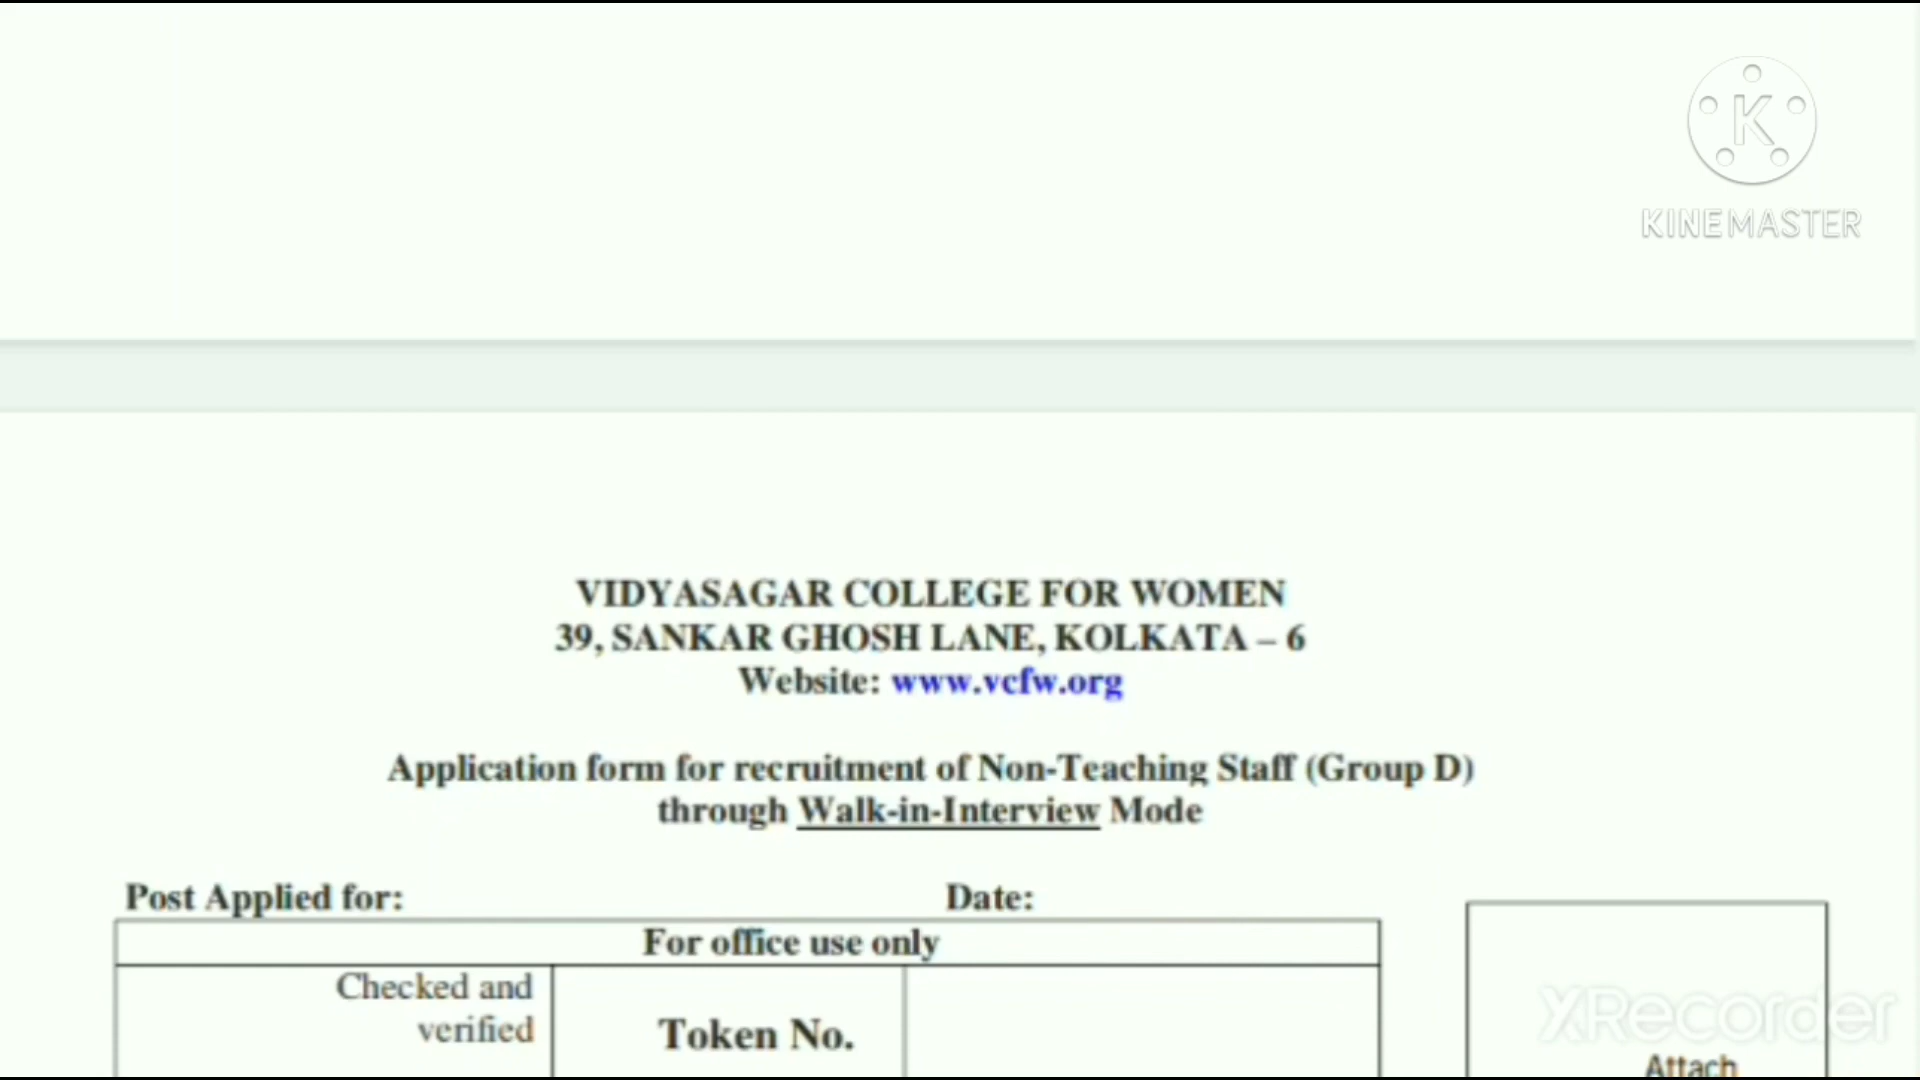 K
KINEMASTER
VIDYASAGAR COLLEGE FOR WOMEN
39, SANKAR GHOSH LANE, KOLKATA – 6
Website: www.vcfw.org
Application form for recruitment of Non-Teaching Staff (Group D)
through Walk-in-Interview Mode
Post Applied for: Date:
For office use only
Checked and
verified
Token No.
XRecorder
Attach